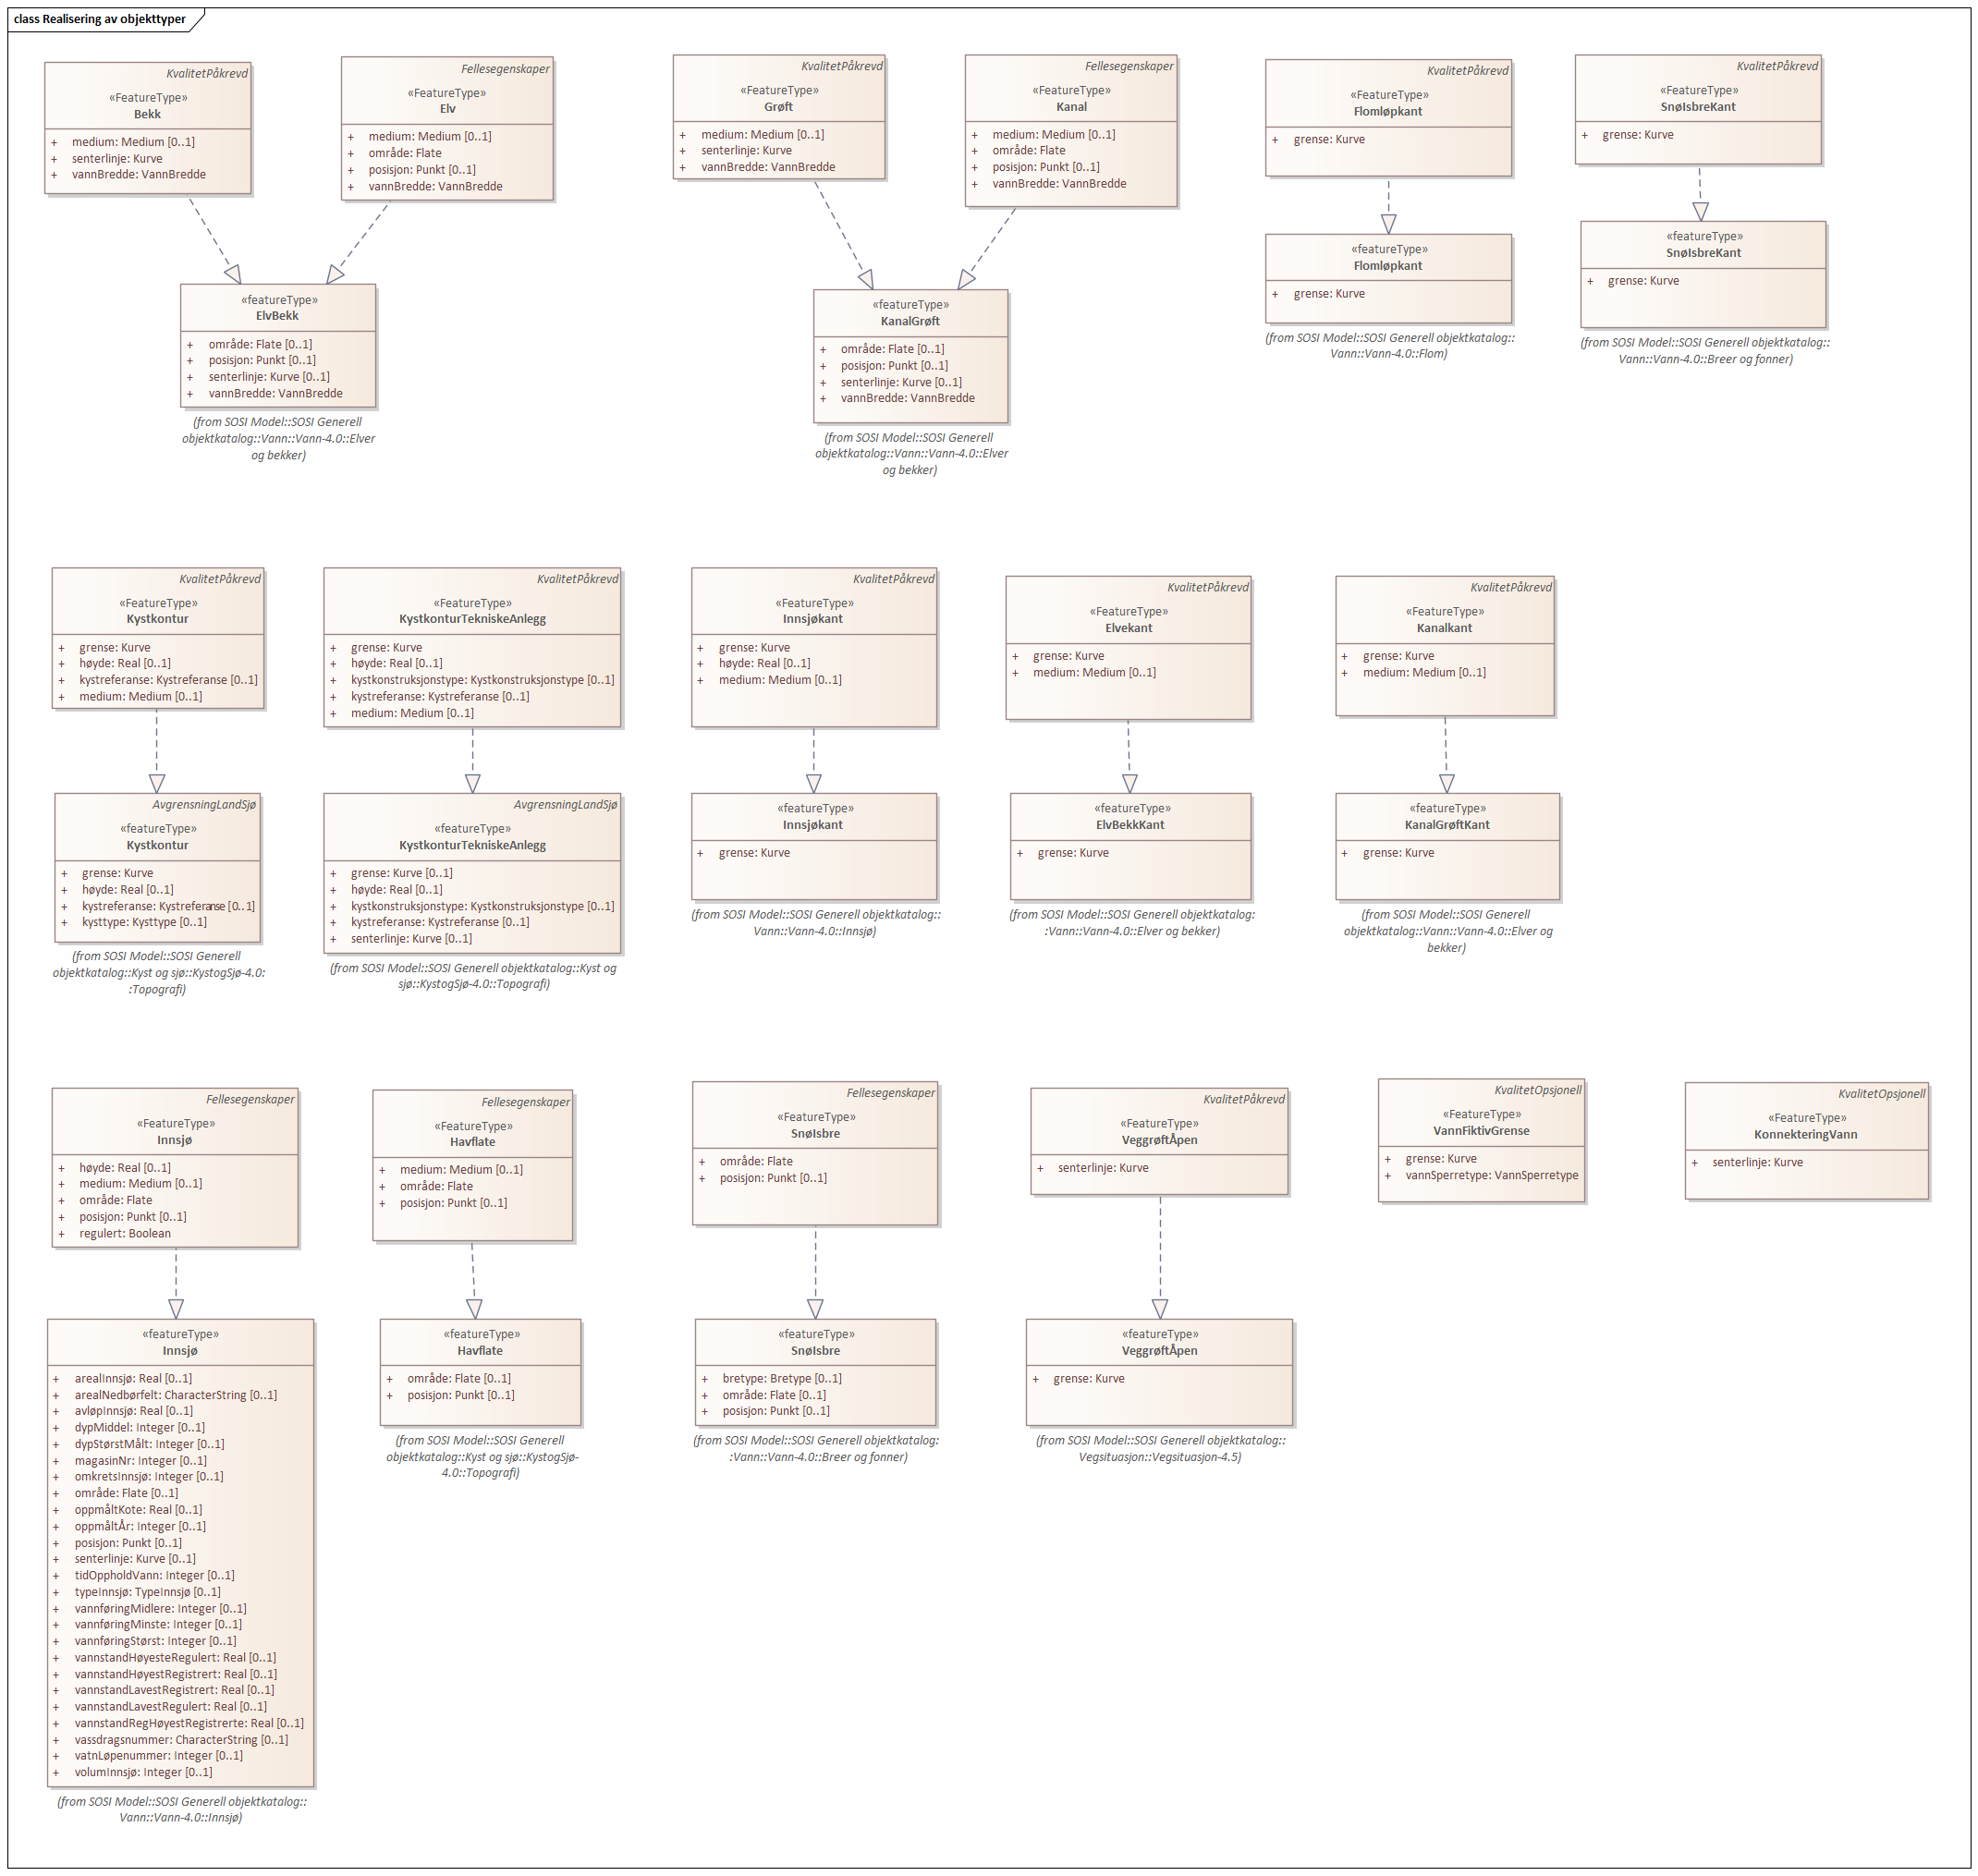 class Realisering av objekttyper
KvalitetPåkrevd
«FeatureType»
Bekk
+ medium: Medium [0..1]
+ senterlinje: Kurve
+ vannBredde: VannBredde
Fellesegenskaper
«FeatureType»
Elv
+ medium: Medium [0..1]
+ område: Flate
+ posisjon: Punkt [0..1]
+ vannBredde: VannBredde
«featureType»
ElvBekk
+ område: Flate [0..1]
+ posisjon: Punkt [0..1]
+ senterlinje: Kurve [0..1]
+ vannBredde: VannBredde
(from SOSI Model::SOSI Generell
objektkatalog::Vann::Vann-4.0::Elver
og bekker)
KvalitetPåkrevd
«FeatureType»
Grøft
+ medium: Medium [0..1]
+ senterlinje: Kurve
+ vannBredde: VannBredde
Fellesegenskaper
«FeatureType»
Kanal
+ medium: Medium [0..1]
+ område: Flate
+ posisjon: Punkt [0..1]
+ vannBredde: VannBredde
«featureType»
KanalGrøft
+ område: Flate [0..1]
+ posisjon: Punkt [0..1]
+ senterlinje: Kurve [0..1]
+ vannBredde: VannBredde
(from SOSI Model::SOSI Generell
objektkatalog::Vann::Vann-4.0::Elver
og bekker)
KvalitetPåkrevd
«FeatureType»
Flomløpkant
+ grense: Kurve
«featureType»
Flomløpkant
+ grense: Kurve
(from SOSI Model::SOSI Generell objektkatalog::
Vann::Vann-4.0::Flom)
KvalitetPåkrevd
«FeatureType»
SnøIsbreKant
+ grense: Kurve
«featureType»
SnøIsbreKant
+ grense: Kurve
(from SOSI Model::SOSI Generell objektkatalog::
Vann::Vann-4.0::Breer og fonner)
KvalitetPåkrevd
«FeatureType»
Kystkontur
+ grense: Kurve
+ høyde: Real [0..1]
+ kystreferanse: Kystreferanse [0..1]
+ medium: Medium [0..1]
AvgrensningLandSjø
«featureType»
Kystkontur
+ grense: Kurve
+ høyde: Real [0..1]
+ kystreferanse: Kystreferanse [0..1]
+ kysttype: Kysttype [0..1]
(from SOSI Model::SOSI Generell
objektkatalog::Kyst og sjø::KystogSjø-4.0:
:Topografi)
KvalitetPåkrevd
«FeatureType»
KystkonturTekniskeAnlegg
+ grense: Kurve
+ høyde: Real [0..1]
+ kystkonstruksjonstype: Kystkonstruksjonstype [0..1]
+ kystreferanse: Kystreferanse [0..1]
+ medium: Medium [0..1]
AvgrensningLandSjø
«featureType»
KystkonturTekniskeAnlegg
+ grense: Kurve [0..1]
+ høyde: Real [0..1]
+ kystkonstruksjonstype: Kystkonstruksjonstype [0..1]
+ kystreferanse: Kystreferanse [0..1]
+ senterlinje: Kurve [0..1]
(from SOSI Model::SOSI Generell objektkatalog::Kyst og
sjø::KystogSjø-4.0::Topografi)
KvalitetPåkrevd
«FeatureType»
Innsjøkant
+ grense: Kurve
+ høyde: Real [0..1]
+ medium: Medium [0..1]
«featureType»
Innsjøkant
+ grense: Kurve
(from SOSI Model::SOSI Generell objektkatalog::
Vann::Vann-4.0::Innsjø)
KvalitetPåkrevd
«FeatureType»
Elvekant
+ grense: Kurve
+ medium: Medium [0..1]
«featureType»
ElvBekkKant
+ grense: Kurve
(from SOSI Model::SOSI Generell objektkatalog:
:Vann::Vann-4.0::Elver og bekker)
KvalitetPåkrevd
«FeatureType»
Kanalkant
+ grense: Kurve
+ medium: Medium [0..1]
«featureType»
KanalGrøftKant
+ grense: Kurve
(from SOSI Model::SOSI Generell
objektkatalog::Vann::Vann-4.0::Elver og
bekker)
Fellesegenskaper
«FeatureType»
Innsjø
+ høyde: Real [0..1]
+ medium: Medium [0..1]
+ område: Flate
+ posisjon: Punkt [0..1]
+ regulert: Boolean
«featureType»
Innsjø
+ arealInnsjø: Real [0..1]
+ arealNedbørfelt: CharacterString [0..1]
+ avløpInnsjø: Real [0..1]
+ dypMiddel: Integer [0..1]
+ dypStørstMålt: Integer [0..1]
+ magasinNr: Integer [0..1]
+ omkretsInnsjø: Integer [0..1]
+ område: Flate [0..1]
+ oppmåltKote: Real [0..1]
+ oppmåltÅr: Integer [0..1]
+ posisjon: Punkt [0..1]
+ senterlinje: Kurve [0..1]
+ tidOppholdVann: Integer [0..1]
+ typeInnsjø: TypeInnsjø [0..1]
+ vannføringMidlere: Integer [0..1]
+ vannføringMinste: Integer [0..1]
+ vannføringStørst: Integer [0..1]
+ vannstandHøyesteRegulert: Real [0..1]
+ vannstandHøyestRegistrert: Real [0..1]
+ vannstandLavestRegistrert: Real [0..1]
+ vannstandLavestRegulert: Real [0..1]
+ vannstandRegHøyestRegistrerte: Real [0..1]
+ vassdragsnummer: CharacterString [0..1]
+ vatnLøpenummer: Integer [0..1]
+ volumInnsjø: Integer [0..1]
(from SOSI Model::SOSI Generell objektkatalog::
Vann::Vann-4.0::Innsjø)
Fellesegenskaper
«FeatureType»
Havflate
+ medium: Medium [0..1]
+ område: Flate
+ posisjon: Punkt [0..1]
«featureType»
Havflate
+ område: Flate [0..1]
+ posisjon: Punkt [0..1]
(from SOSI Model::SOSI Generell
objektkatalog::Kyst og sjø::KystogSjø-
4.0::Topografi)
Fellesegenskaper
«FeatureType»
SnøIsbre
+ område: Flate
+ posisjon: Punkt [0..1]
«featureType»
SnøIsbre
+ bretype: Bretype [0..1]
+ område: Flate [0..1]
+ posisjon: Punkt [0..1]
(from SOSI Model::SOSI Generell objektkatalog:
:Vann::Vann-4.0::Breer og fonner)
KvalitetPåkrevd
«FeatureType»
VeggrøftÅpen
+ senterlinje: Kurve
«featureType»
VeggrøftÅpen
+ grense: Kurve
(from SOSI Model::SOSI Generell objektkatalog::
Vegsituasjon::Vegsituasjon-4.5)
KvalitetOpsjonell
«FeatureType»
VannFiktivGrense
+ grense: Kurve
+ vannSperretype: VannSperretype
KvalitetOpsjonell
«FeatureType»
KonnekteringVann
+ senterlinje: Kurve